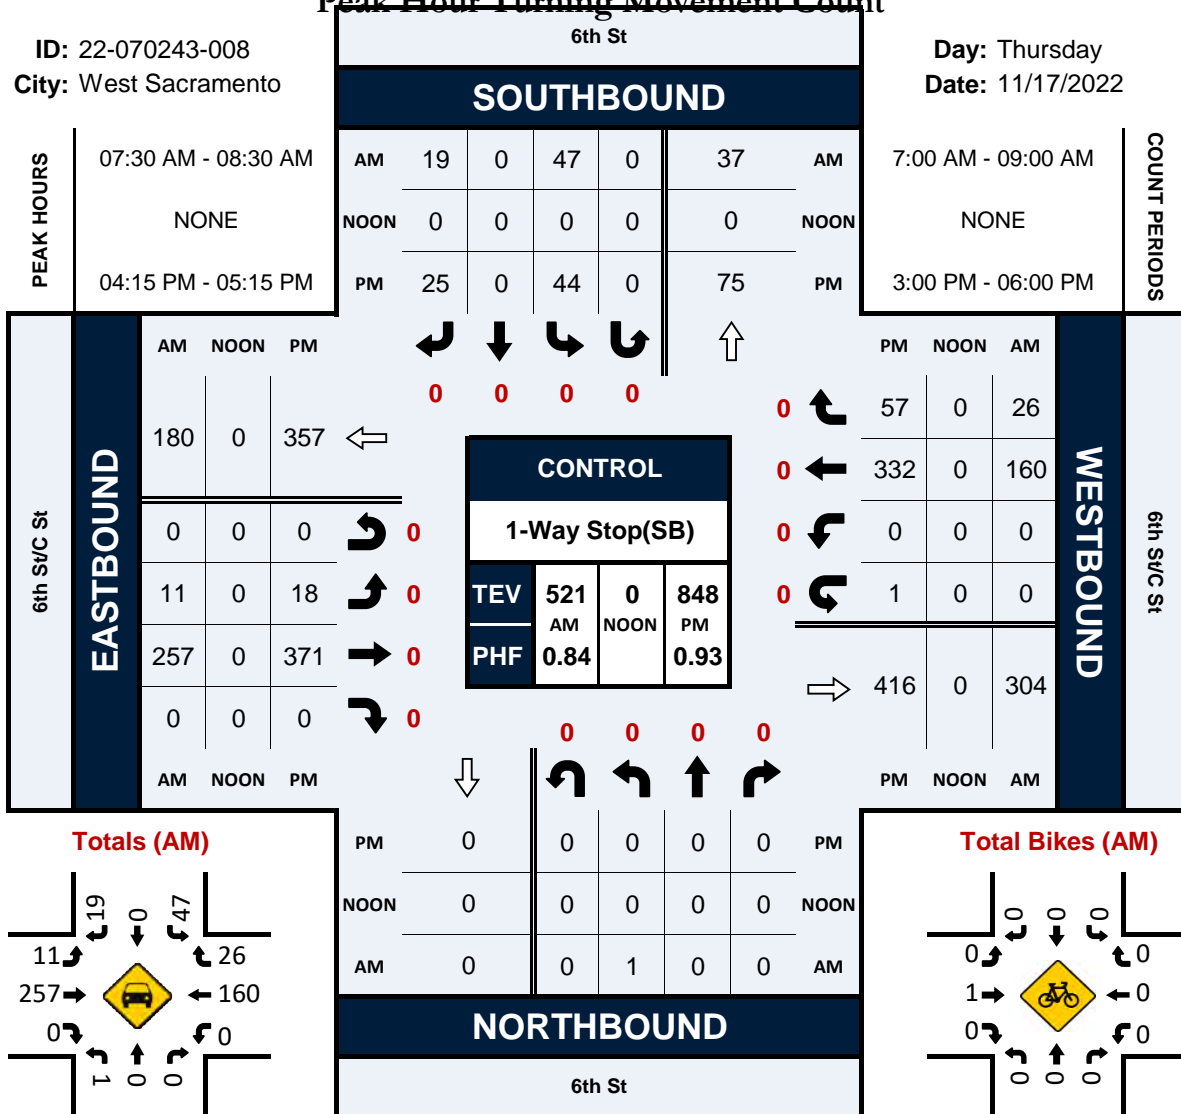 Peak Hour Turning Movement Count
6th St
ID: 22-070243-008
City: West Sacramento
Day: Thursday
Date: 11/17/2022
SOUTHBOUND
PEAK HOURS
07:30 AM - 08:30 AM
NONE
04:15 PM - 05:15 PM
AM 19 0 47 0 37 AM
NOON 0 0 0 0 0 NOON
PM 25 0 44 0 75 PM
7:00 AM - 09:00 AM
NONE
3:00 PM - 06:00 PM
COUNT PERIODS
0 0 0 0
6th St/C St
EASTBOUND
AM NOON PM
180 0 357
0 0 0 0
11 0 18 0
257 0 371 0
0 0 0 0
AM NOON PM
CONTROL
1-Way Stop(SB)
TEV 521 0 848
AM NOON PM
PHF 0.84 0.93
PM NOON AM
0 57 0 26
0 332 0 160
0 0 0 0
0 1 0 0
416 0 304
PM NOON AM
WESTBOUND
6th St/C St
0 0 0 0
PM 0 0 0 0 0 PM
NOON 0 0 0 0 0 NOON
AM 0 0 1 0 0 AM
NORTHBOUND
6th St
Totals (AM)
19 0 47
11 26
257 160
0 0
1 0 0
Total Bikes (AM)
0 0 0
0 0
1 0
0 0
0 0 0